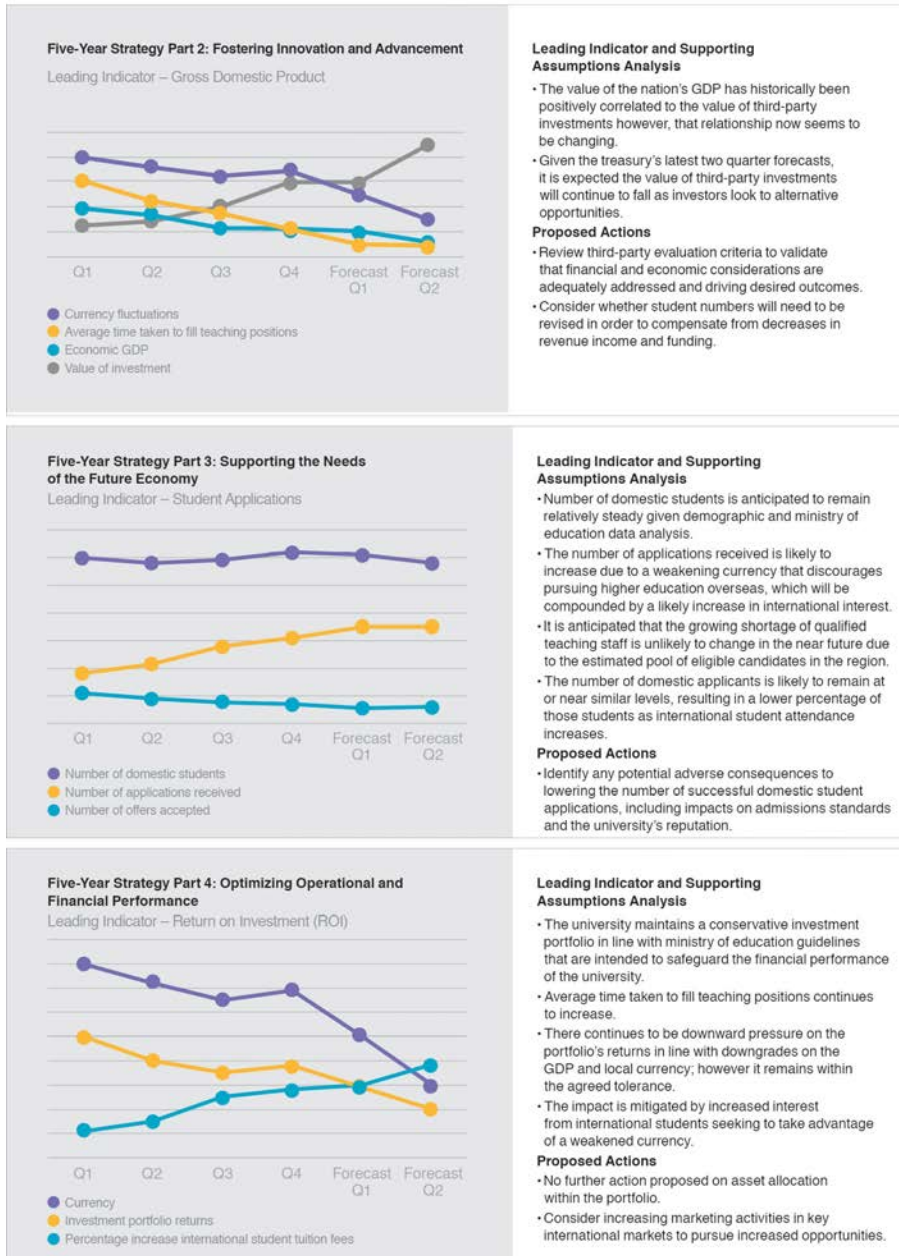 Five-Year Strategy Part 2: Fostering Innovation and Advancement
Leading Indicator – Gross Domestic Product
Q1
Q2
Q3
Q4
Forecast
Q1
Forecast
Q2
Currency fluctuations
Average time taken to fill teaching positions
Economic GDP
Value of investment
Leading Indicator and Supporting
Assumptions Analysis
• The value of the nation's GDP has historically been
positively correlated to the value of third-party
investments however, that relationship now seems to
be changing.
• Given the treasury's latest two quarter forecasts,
it is expected the value of third-party investments
will continue to fall as investors look to alternative
opportunities.
Proposed Actions
• Review third-party evaluation criteria to validate
that financial and economic considerations are
adequately addressed and driving desired outcomes.
• Consider whether student numbers will need to be
revised in order to compensate from decreases in
revenue income and funding.
Five-Year Strategy Part 3: Supporting the Needs
of the Future Economy
Leading Indicator – Student Applications
Q1
Q2
Q3
Q4
Forecast
Q1
Forecast
Q2
Number of domestic students
Number of applications received
Number of offers accepted
Leading Indicator and Supporting
Assumptions Analysis
• Number of domestic students is anticipated to remain
relatively steady given demographic and ministry of
education data analysis.
• The number of applications received is likely to
increase due to a weakening currency that discourages
pursuing higher education overseas, which will be
compounded by a likely increase in international interest.
• It is anticipated that the growing shortage of qualified
teaching staff is unlikely to change in the near future due
to the estimated pool of eligible candidates in the region.
• The number of domestic applicants is likely to remain at
or near similar levels, resulting in a lower percentage of
those students as international student attendance
increases.
Proposed Actions
• Identify any potential adverse consequences to
lowering the number of successful domestic student
applications, including impacts on admissions standards
and the university's reputation.
Five-Year Strategy Part 4: Optimizing Operational and
Financial Performance
Leading Indicator – Return on Investment (ROI)
Q1
Q2
Q3
Q4
Forecast
Q1
Forecast
Q2
Currency
Investment portfolio returns
Percentage increase international student tuition fees
Leading Indicator and Supporting
Assumptions Analysis
• The university maintains a conservative investment
portfolio in line with ministry of education guidelines
that are intended to safeguard the financial performance
of the university.
• Average time taken to fill teaching positions continues
to increase.
• There continues to be downward pressure on the
portfolio's returns in line with downgrades on the
GDP and local currency; however it remains within
the agreed tolerance.
• The impact is mitigated by increased interest
from international students seeking to take advantage
of a weakened currency.
Proposed Actions
• No further action proposed on asset allocation
within the portfolio.
• Consider increasing marketing activities in key
international markets to pursue increased opportunities.